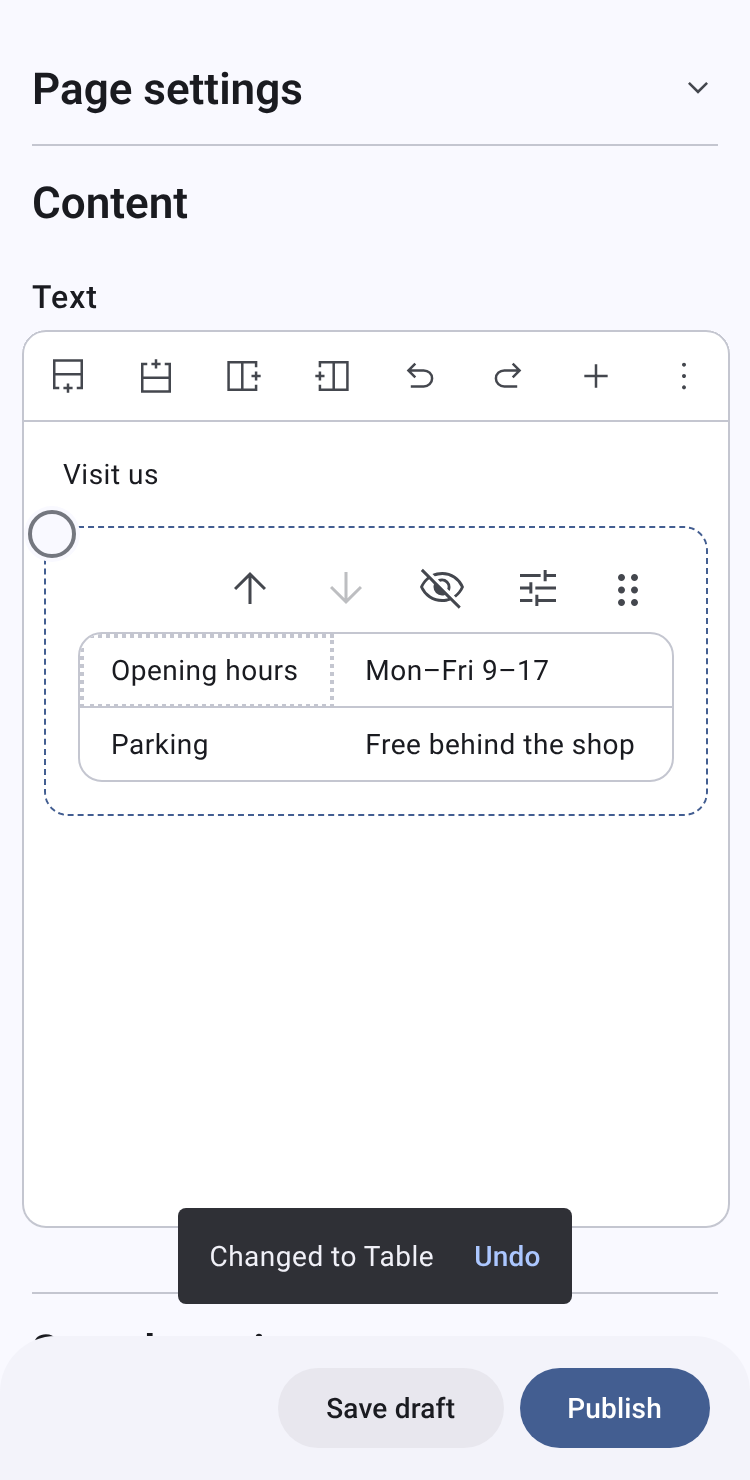 Page settings
Content
Text
Visit us
Opening hours Mon–Fri 9–17
Parking Free behind the shop
Changed to Table Undo
Save draft Publish